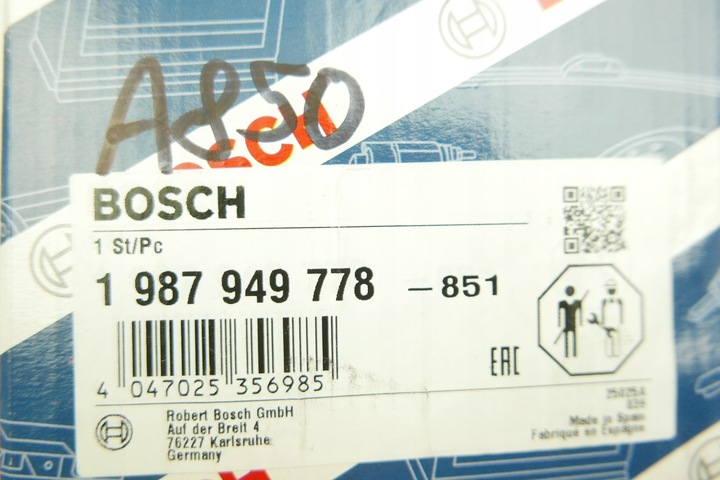 A850
BOSCH
BOSCH
1 St/Pc
1 987 949 778 -851
EAC
4 047025 356985
Robert Bosch GmbH
Auf der Breit 4
76227 Karlsruhe
Germany
Made in Spain
Fabriqué en Espagne